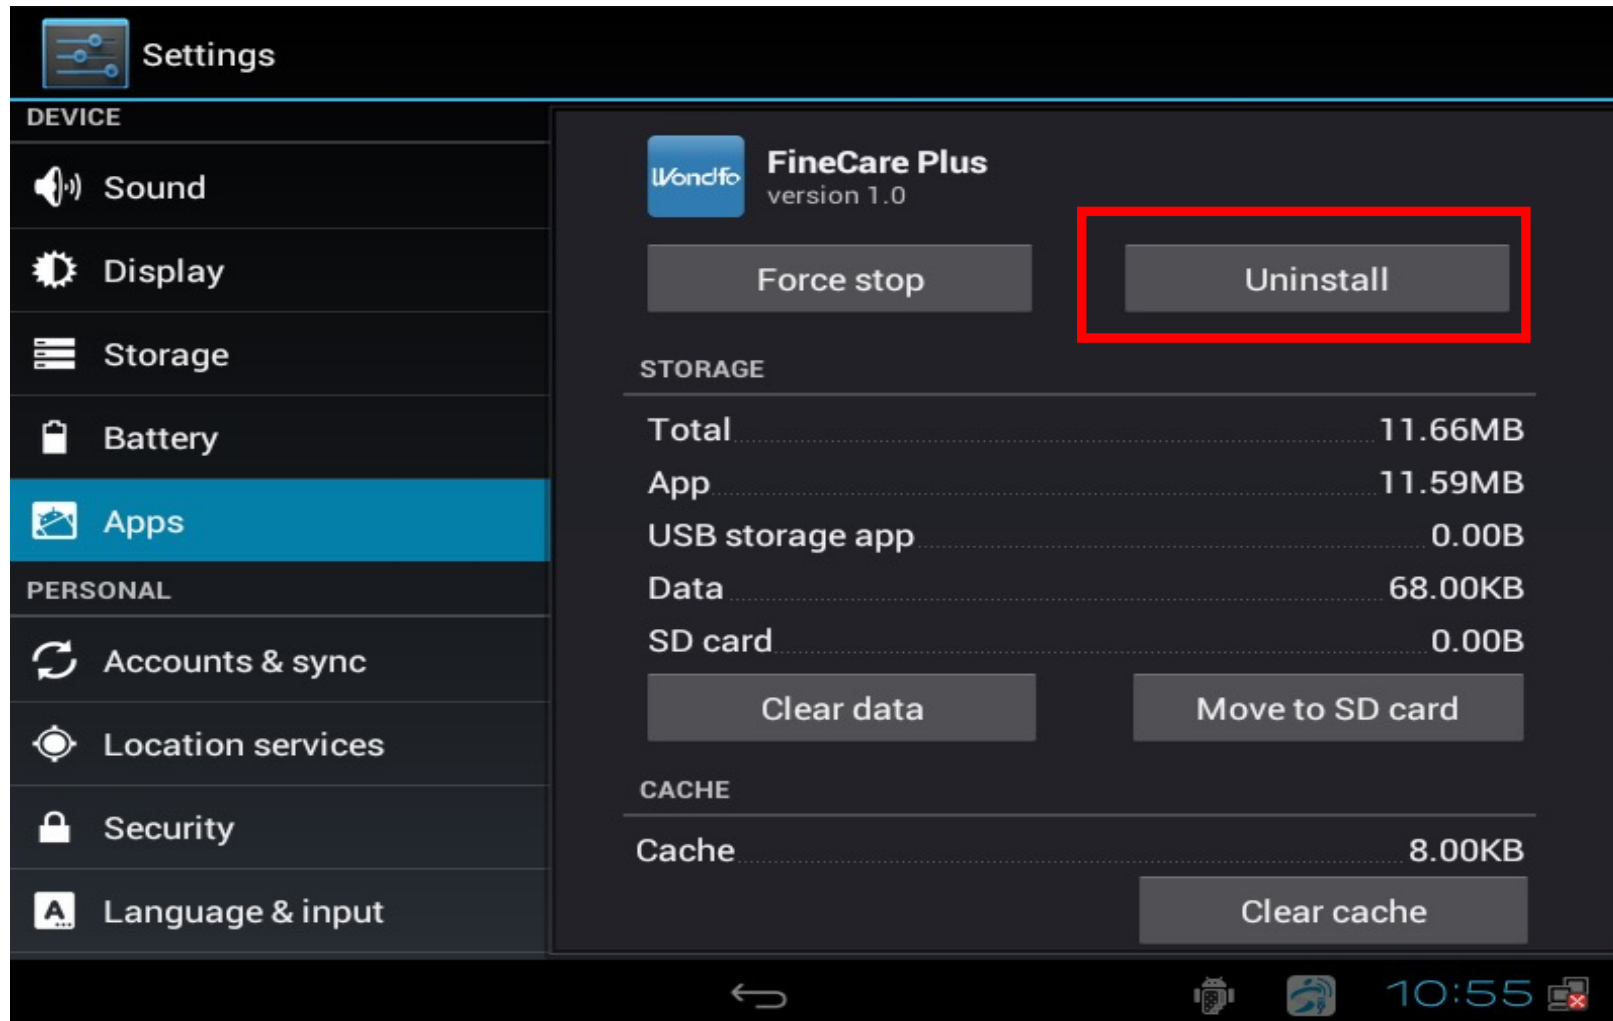 Settings
DEVICE
Sound
Display
Storage
Battery
Apps
PERSONAL
Accounts & sync
Location services
Security
Language & input
Wondfo
FineCare Plus
version 1.0
Force stop
Uninstall
STORAGE
Total 11.66MB
App 11.59MB
USB storage app 0.00B
Data 68.00KB
SD card 0.00B
Clear data
Move to SD card
CACHE
Cache 8.00KB
Clear cache
10:55